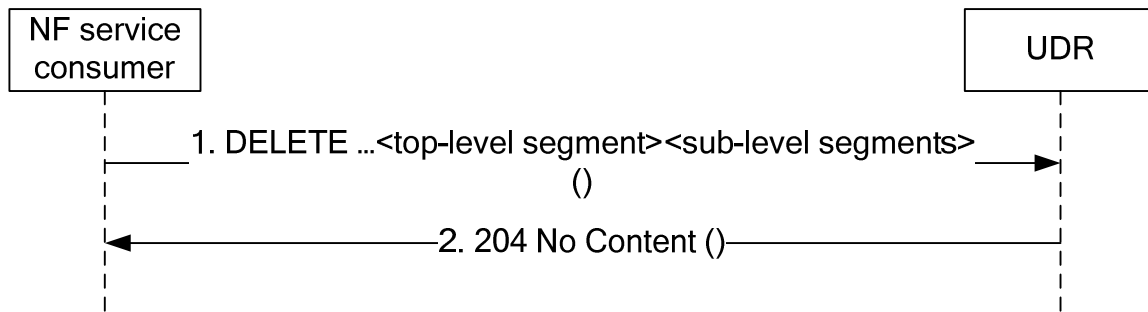 NF service
consumer
UDR
1. DELETE ...<top-level segment><sub-level segments>
()
2. 204 No Content ()